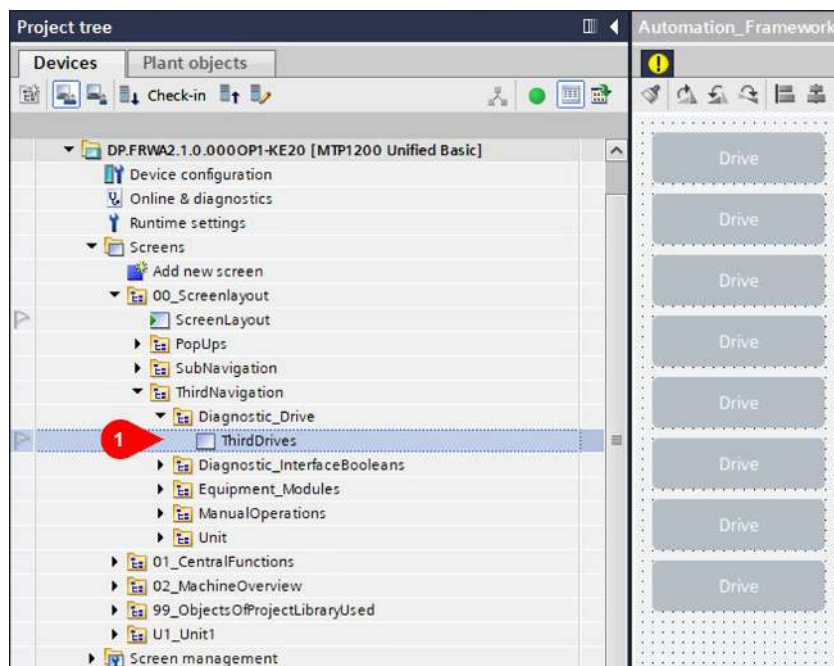 Project tree
Automation_Framework
Devices
Plant objects
Check-in
DP.FRWA2.1.0.000OP1-KE20 [MTP1200 Unified Basic]
Device configuration
Online & diagnostics
Runtime settings
Screens
Add new screen
00_Screenlayout
ScreenLayout
PopUps
SubNavigation
ThirdNavigation
Diagnostic_Drive
1
ThirdDrives
Diagnostic_InterfaceBooleans
Equipment_Modules
ManualOperations
Unit
01_CentralFunctions
02_MachineOverview
99_ObjectsOfProjectLibraryUsed
U1_Unit1
Screen management
Drive
Drive
Drive
Drive
Drive
Drive
Drive
Drive